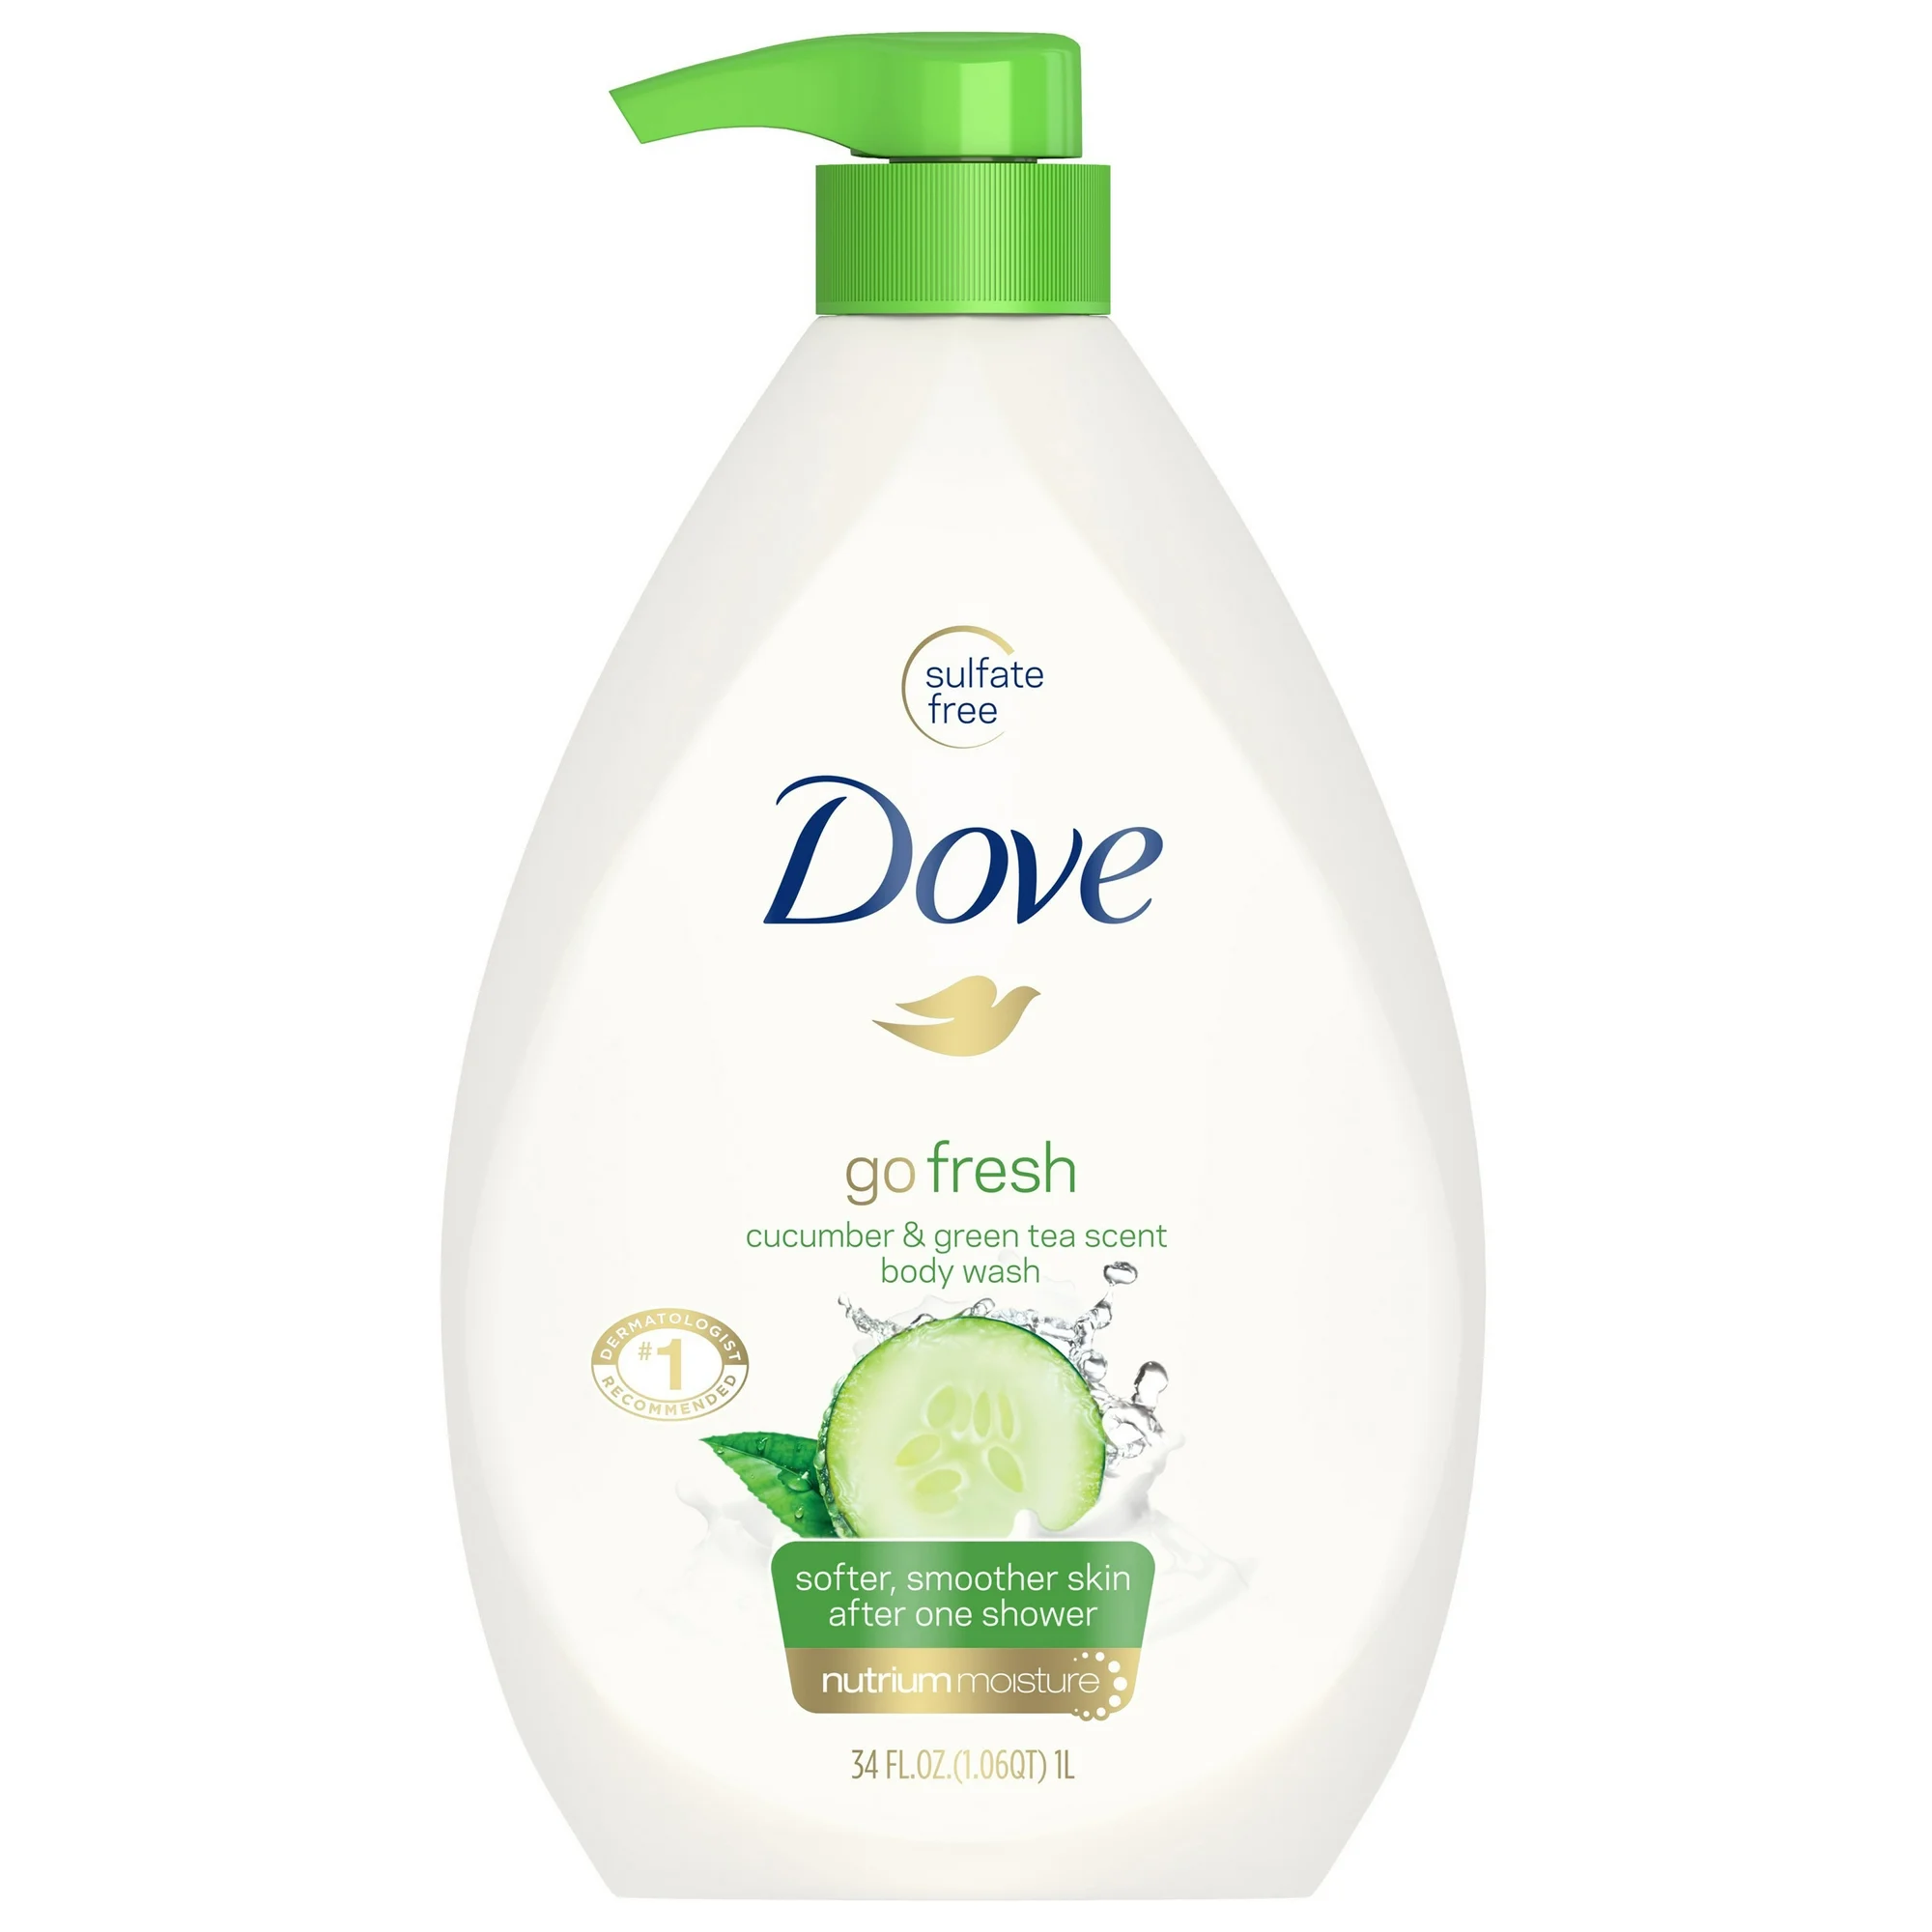 sulfate
free
Dove
go fresh
cucumber & green tea scent
body wash
DERMATOLOGIST
#1
RECOMMENDED
softer, smoother skin
after one shower
nutrium moisture
34 FL.OZ.(1.06QT) 1L